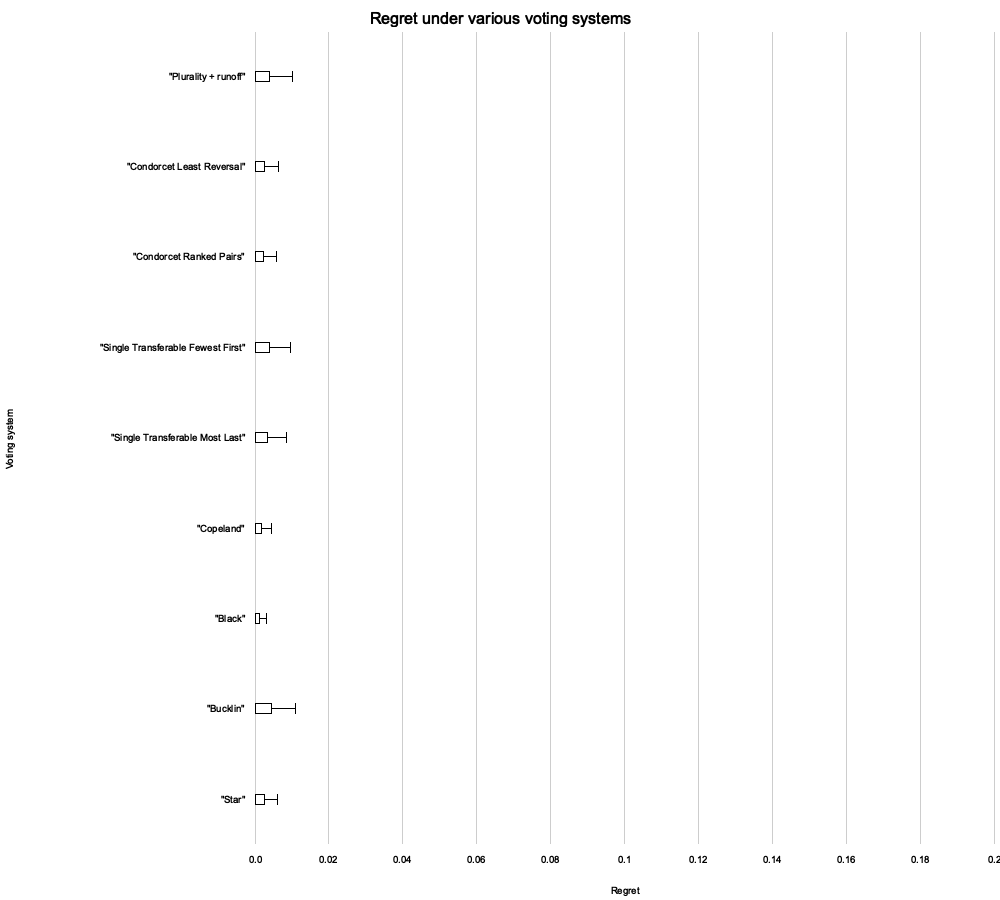 Regret under various voting systems
"Plurality + runoff"
"Condorcet Least Reversal"
"Condorcet Ranked Pairs"
"Single Transferable Fewest First"
"Single Transferable Most Last"
"Copeland"
"Black"
"Bucklin"
"Star"
Voting system
0.0 0.02 0.04 0.06 0.08 0.1 0.12 0.14 0.16 0.18 0.2
Regret